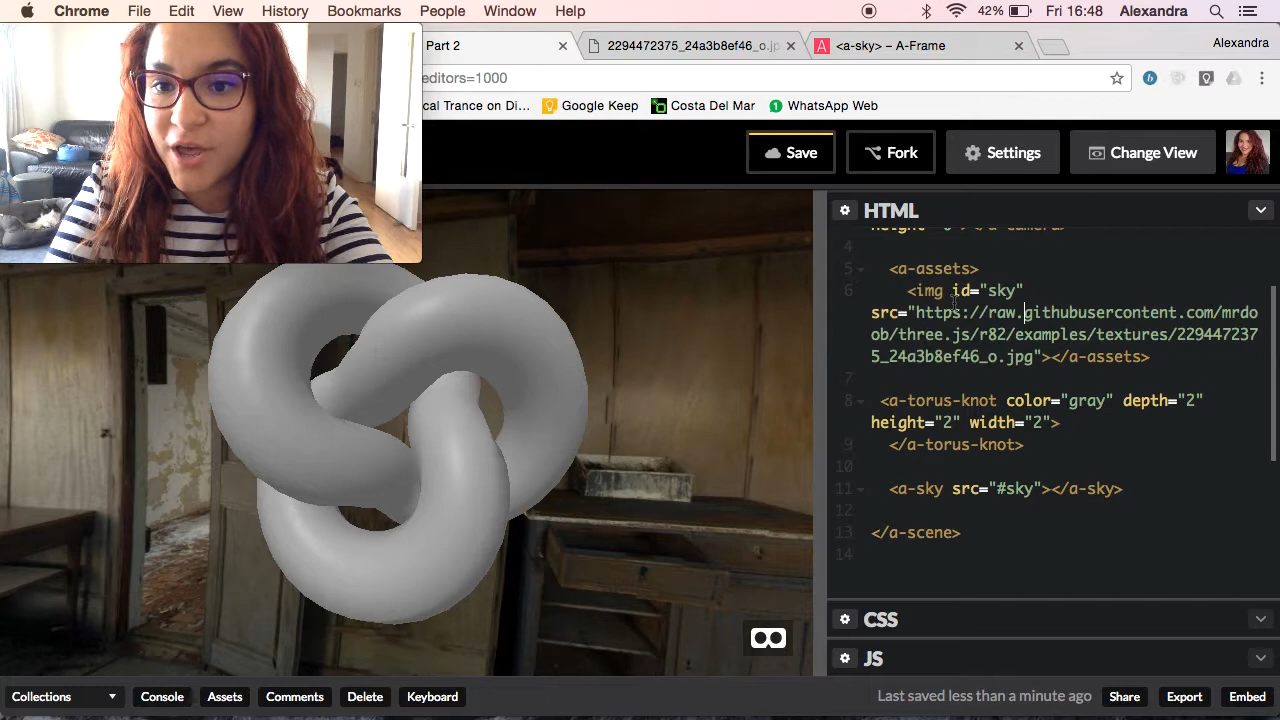 Chrome File Edit View History Bookmarks People Window Help 42% Fri 16:48 Alexandra
Part 2 2294472375_24a3b8ef46_o.jp <a-sky> – A-Frame Alexandra
editors=1000
cal Trance on Di... Google Keep Costa Del Mar WhatsApp Web
Save Fork Settings Change View
HTML
4
5 <a-assets>
6 <img id="sky"
src="https://raw.githubusercontent.com/mrdo
ob/three.js/r82/examples/textures/229447237
5_24a3b8ef46_o.jpg"></a-assets>
7
8 <a-torus-knot color="gray" depth="2"
height="2" width="2">
9 </a-torus-knot>
10
11 <a-sky src="#sky"></a-sky>
12
13 </a-scene>
14
CSS
JS
Collections Console Assets Comments Delete Keyboard Last saved less than a minute ago Share Export Embed